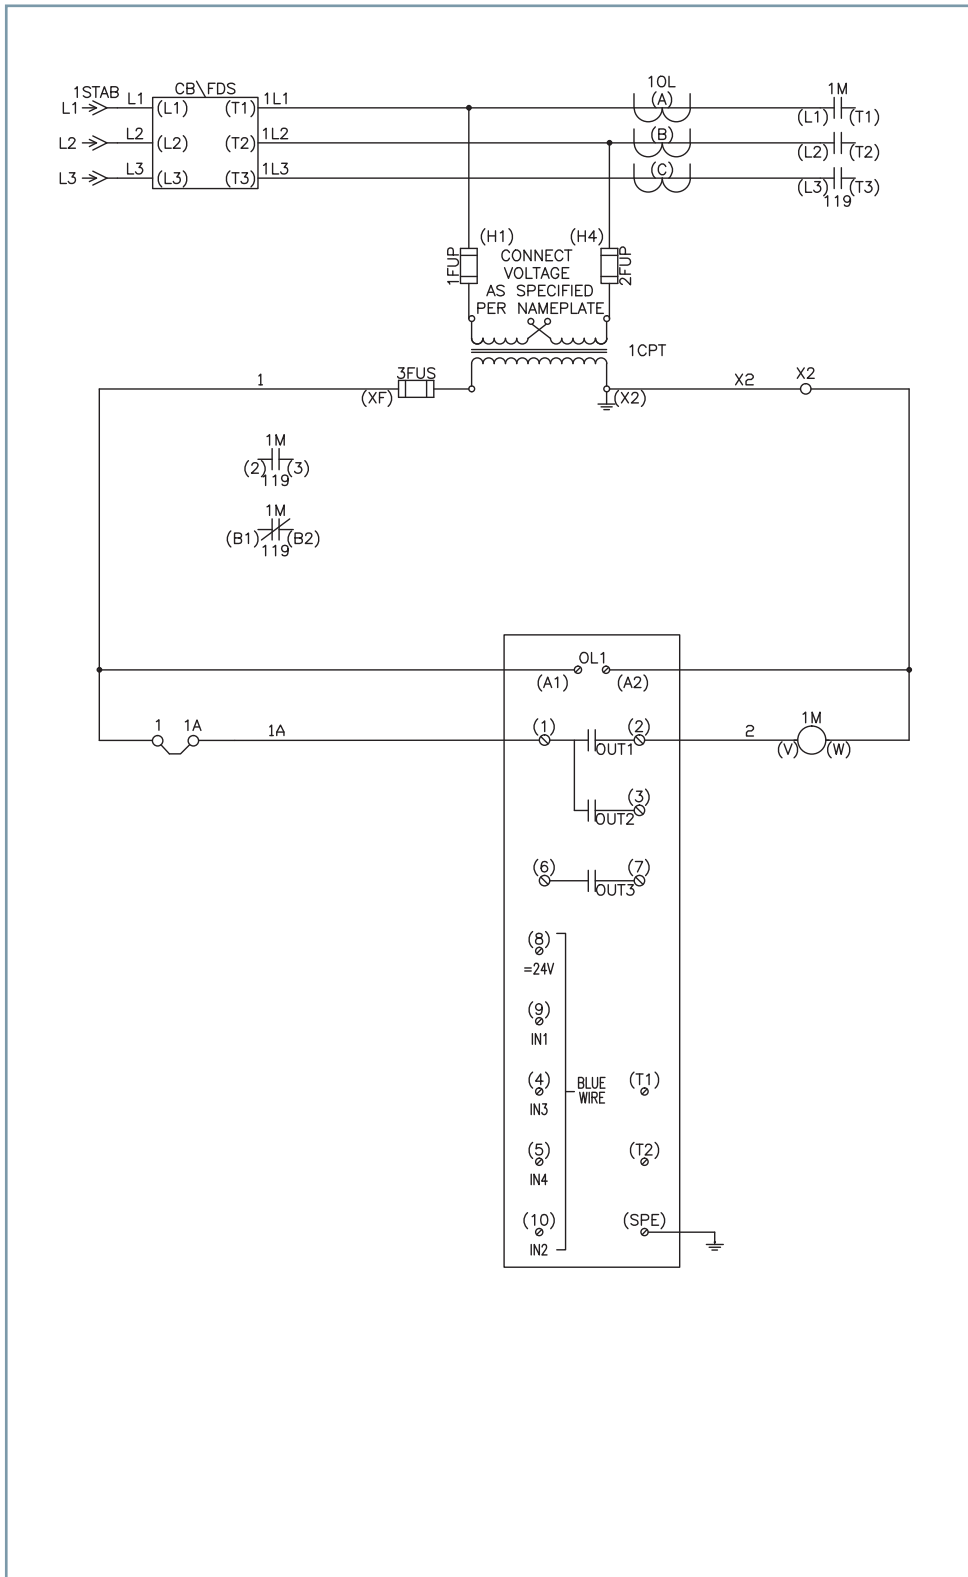 1STAB
CB\FDS
L1 L1 (L1) (T1) 1L1
L2 L2 (L2) (T2) 1L2
L3 L3 (L3) (T3) 1L3
1OL
(A)
(B)
(C)
1M
(L1) (T1)
(L2) (T2)
(L3) (T3)
119
(H1) (H4)
1FUP
2FUP
CONNECT
VOLTAGE
AS SPECIFIED
PER NAMEPLATE
1CPT
1
3FUS
(XF)
(X2)
X2
X2
1M
(2) (3)
119
1M
(B1) (B2)
119
OL1
(A1) (A2)
1 1A
1A
(1) (2)
OUT1
2
1M
(V) (W)
(3)
OUT2
(6) (7)
OUT3
(8)
=24V
(9)
IN1
(4) (T1)
IN3
BLUE
WIRE
(5) (T2)
IN4
(10) (SPE)
IN2